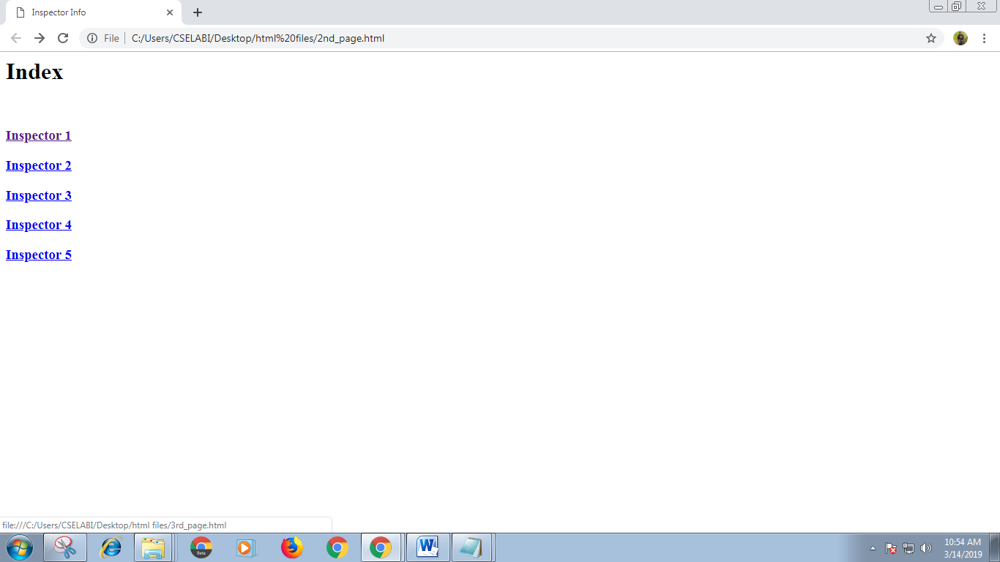 Inspector Info
File
C:/Users/CSELABI/Desktop/html%20files/2nd_page.html
Index
Inspector 1
Inspector 2
Inspector 3
Inspector 4
Inspector 5
file:///C:/Users/CSELABI/Desktop/html files/3rd_page.html
Beta
10:54 AM
3/14/2019